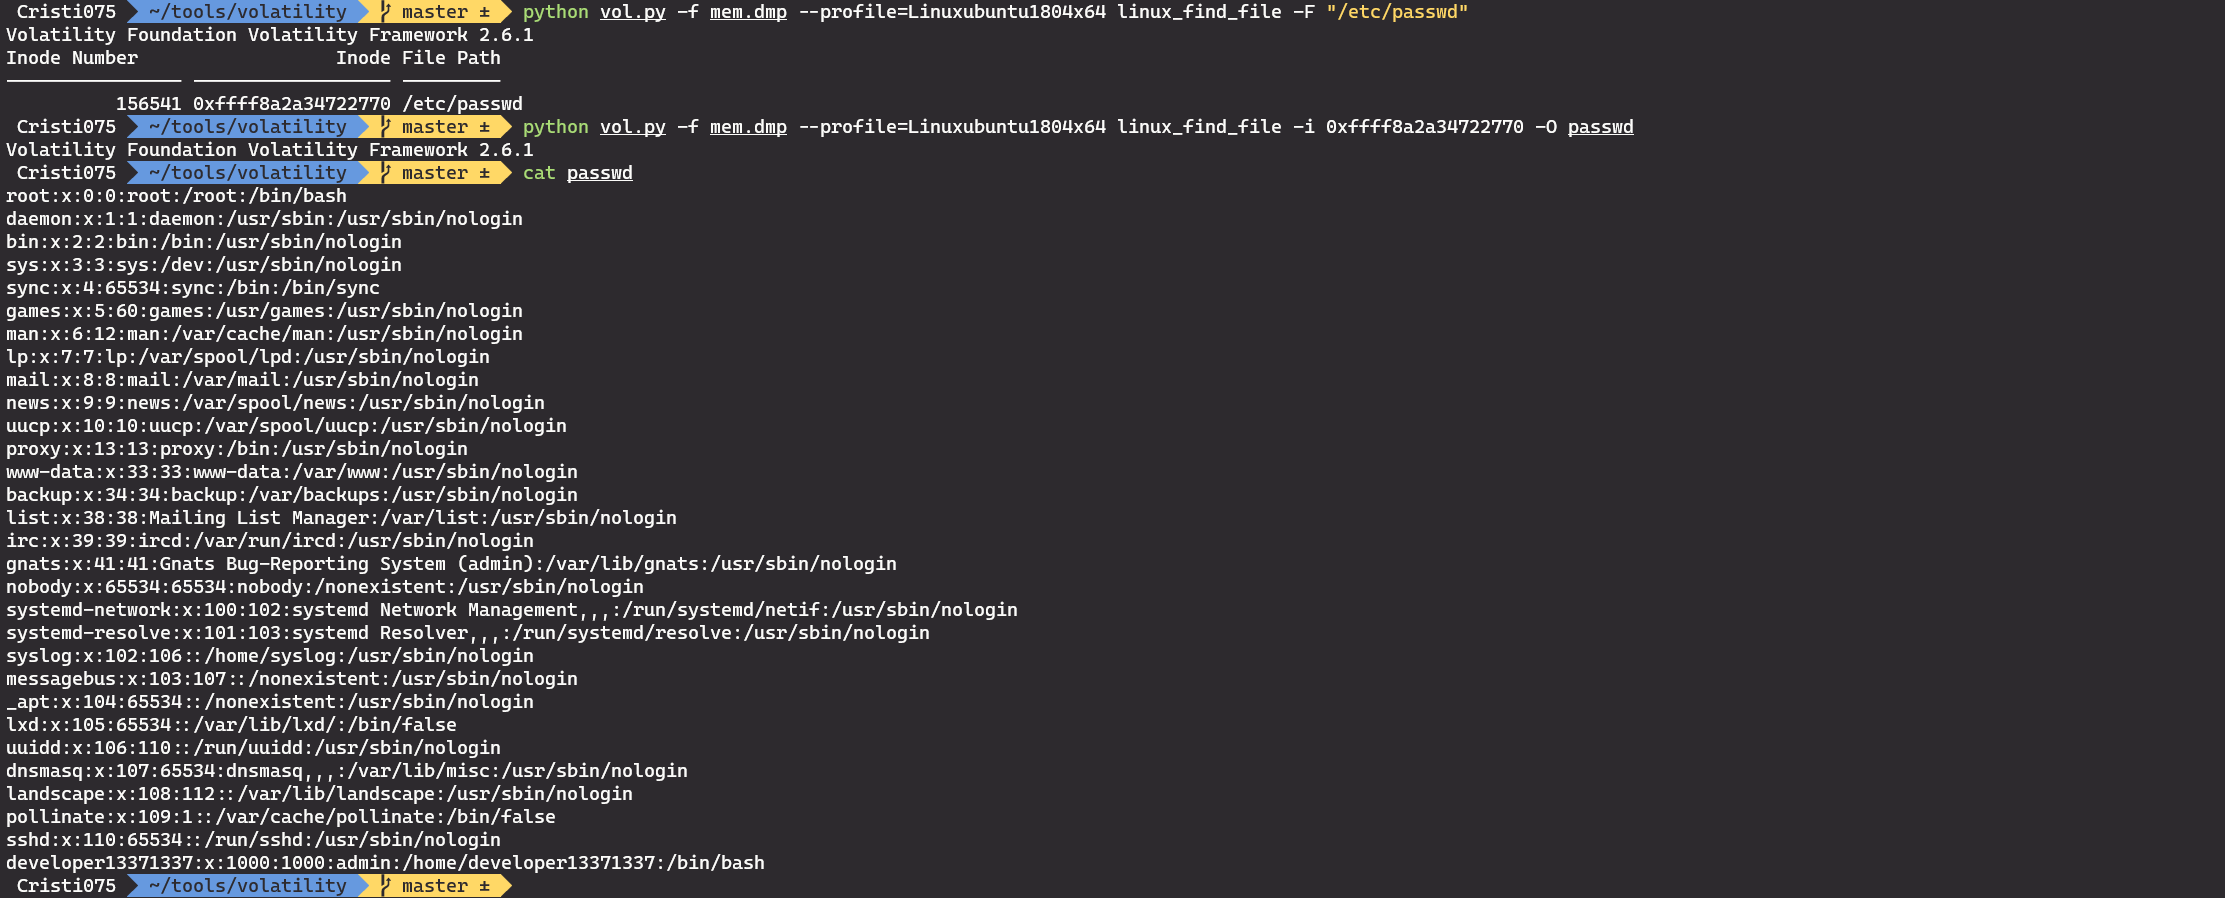 Cristi075 ~/tools/volatility master ± python vol.py -f mem.dmp --profile=Linuxubuntu1804x64 linux_find_file -F "/etc/passwd"
Volatility Foundation Volatility Framework 2.6.1
Inode Number                  Inode File Path
---------------- ------------------ ---------
          156541 0xffff8a2a34722770 /etc/passwd
Cristi075 ~/tools/volatility master ± python vol.py -f mem.dmp --profile=Linuxubuntu1804x64 linux_find_file -i 0xffff8a2a34722770 -O passwd
Volatility Foundation Volatility Framework 2.6.1
Cristi075 ~/tools/volatility master ± cat passwd
root:x:0:0:root:/root:/bin/bash
daemon:x:1:1:daemon:/usr/sbin:/usr/sbin/nologin
bin:x:2:2:bin:/bin:/usr/sbin/nologin
sys:x:3:3:sys:/dev:/usr/sbin/nologin
sync:x:4:65534:sync:/bin:/bin/sync
games:x:5:60:games:/usr/games:/usr/sbin/nologin
man:x:6:12:man:/var/cache/man:/usr/sbin/nologin
lp:x:7:7:lp:/var/spool/lpd:/usr/sbin/nologin
mail:x:8:8:mail:/var/mail:/usr/sbin/nologin
news:x:9:9:news:/var/spool/news:/usr/sbin/nologin
uucp:x:10:10:uucp:/var/spool/uucp:/usr/sbin/nologin
proxy:x:13:13:proxy:/bin:/usr/sbin/nologin
www-data:x:33:33:www-data:/var/www:/usr/sbin/nologin
backup:x:34:34:backup:/var/backups:/usr/sbin/nologin
list:x:38:38:Mailing List Manager:/var/list:/usr/sbin/nologin
irc:x:39:39:ircd:/var/run/ircd:/usr/sbin/nologin
gnats:x:41:41:Gnats Bug-Reporting System (admin):/var/lib/gnats:/usr/sbin/nologin
nobody:x:65534:65534:nobody:/nonexistent:/usr/sbin/nologin
systemd-network:x:100:102:systemd Network Management,,,:/run/systemd/netif:/usr/sbin/nologin
systemd-resolve:x:101:103:systemd Resolver,,,:/run/systemd/resolve:/usr/sbin/nologin
syslog:x:102:106::/home/syslog:/usr/sbin/nologin
messagebus:x:103:107::/nonexistent:/usr/sbin/nologin
_apt:x:104:65534::/nonexistent:/usr/sbin/nologin
lxd:x:105:65534::/var/lib/lxd/:/bin/false
uuidd:x:106:110::/run/uuidd:/usr/sbin/nologin
dnsmasq:x:107:65534:dnsmasq,,,:/var/lib/misc:/usr/sbin/nologin
landscape:x:108:112::/var/lib/landscape:/usr/sbin/nologin
pollinate:x:109:1::/var/cache/pollinate:/bin/false
sshd:x:110:65534::/run/sshd:/usr/sbin/nologin
developer13371337:x:1000:1000:admin:/home/developer13371337:/bin/bash
Cristi075 ~/tools/volatility master ±